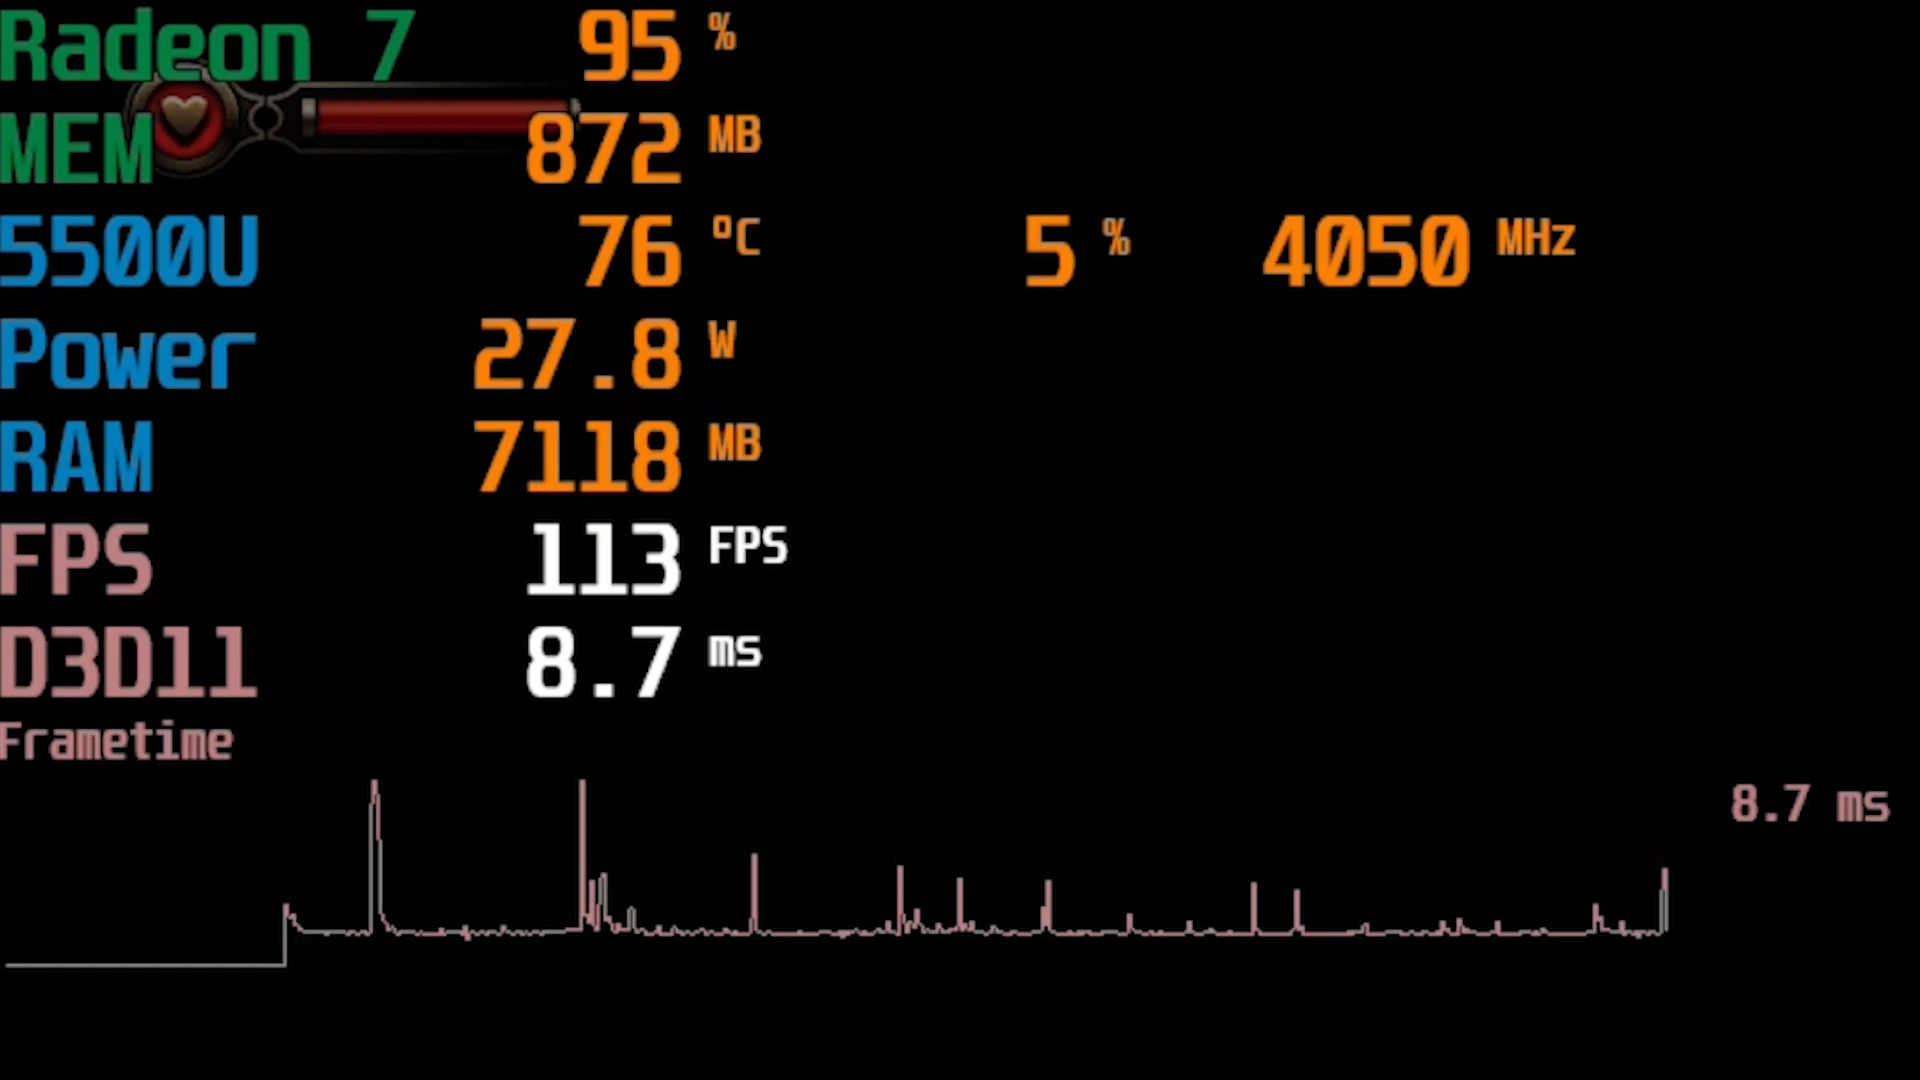 Radeon 7 95 %
MEM 872 MB
5500U 76 °C 5 % 4050 MHz
Power 27.8 W
RAM 7118 MB
FPS 113 FPS
D3D11 8.7 ms
Frametime
8.7 ms